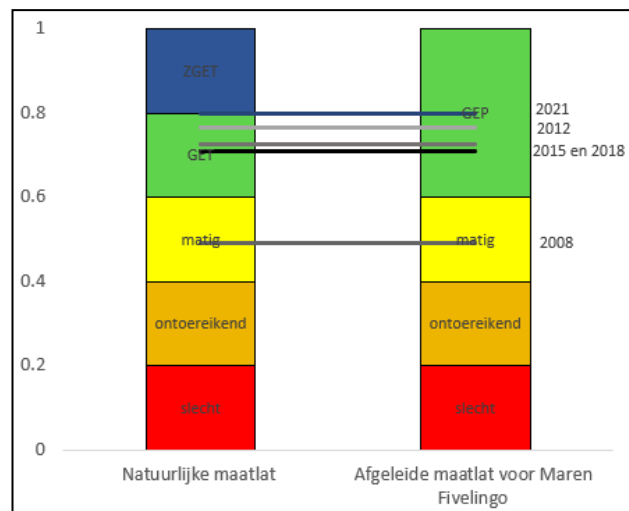 1
0.8
0.6
0.4
0.2
0
ZGET
GET
matig
ontoereikend
slecht
GEP
matig
ontoereikend
slecht
2021
2012
2015 en 2018
2008
Natuurlijke maatlat
Afgeleide maatlat voor Maren
Fivelingo